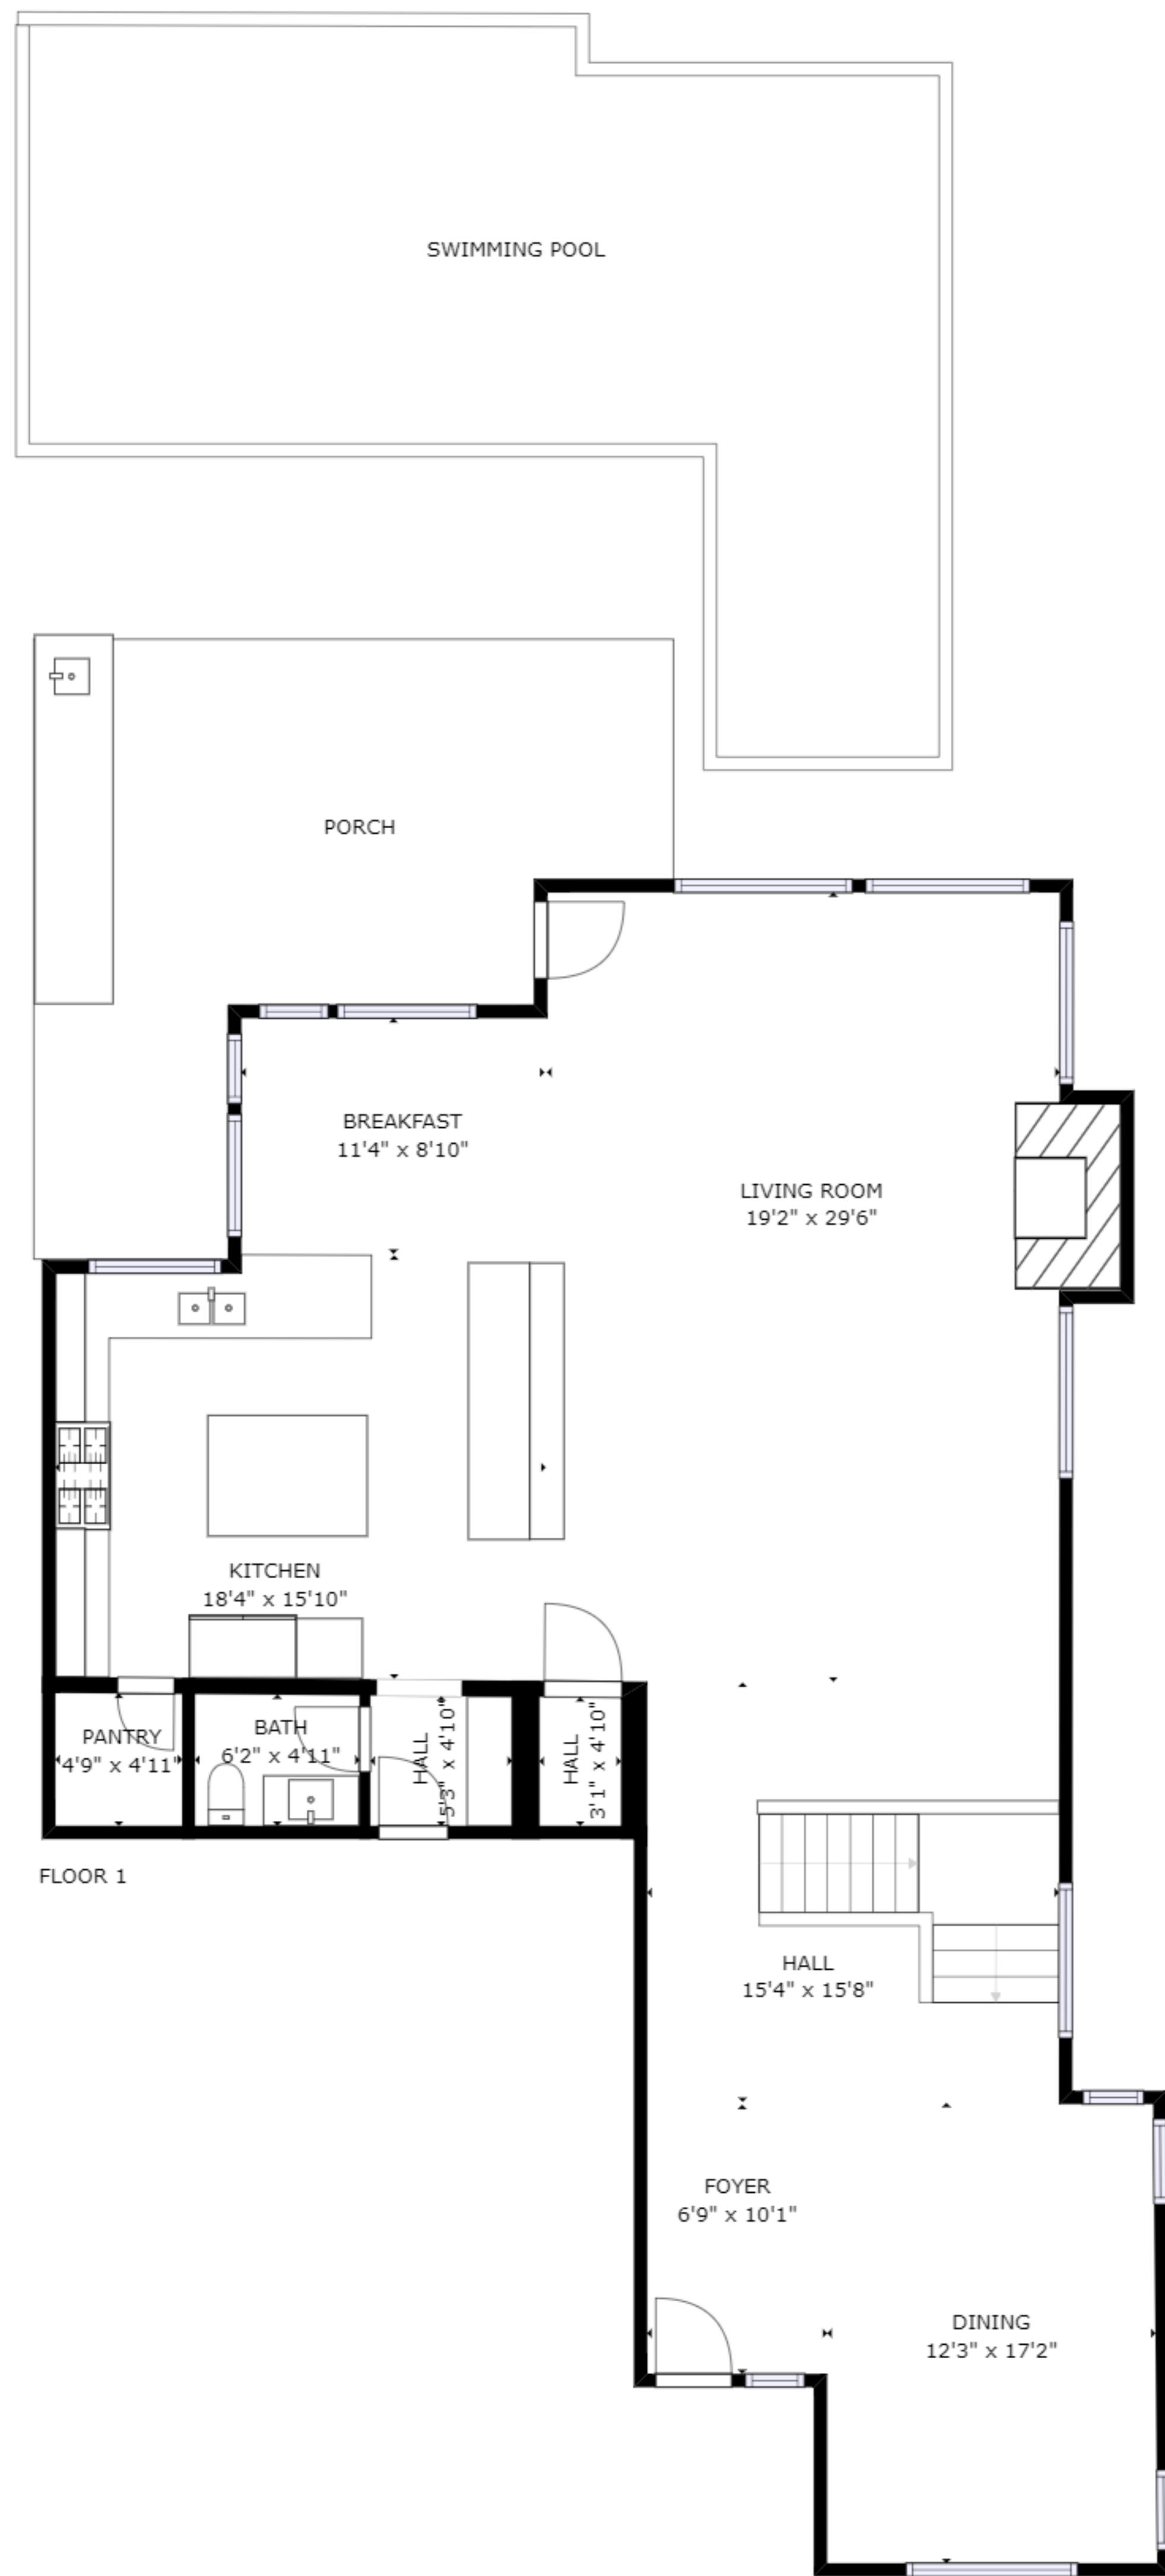 SWIMMING POOL
PORCH
BREAKFAST
11'4" x 8'10"
LIVING ROOM
19'2" x 29'6"
KITCHEN
18'4" x 15'10"
PANTRY
4'9" x 4'11"
BATH
6'2" x 4'11"
HALL
5'3" x 4'10"
HALL
3'1" x 4'10"
FLOOR 1
HALL
15'4" x 15'8"
FOYER
6'9" x 10'1"
DINING
12'3" x 17'2"